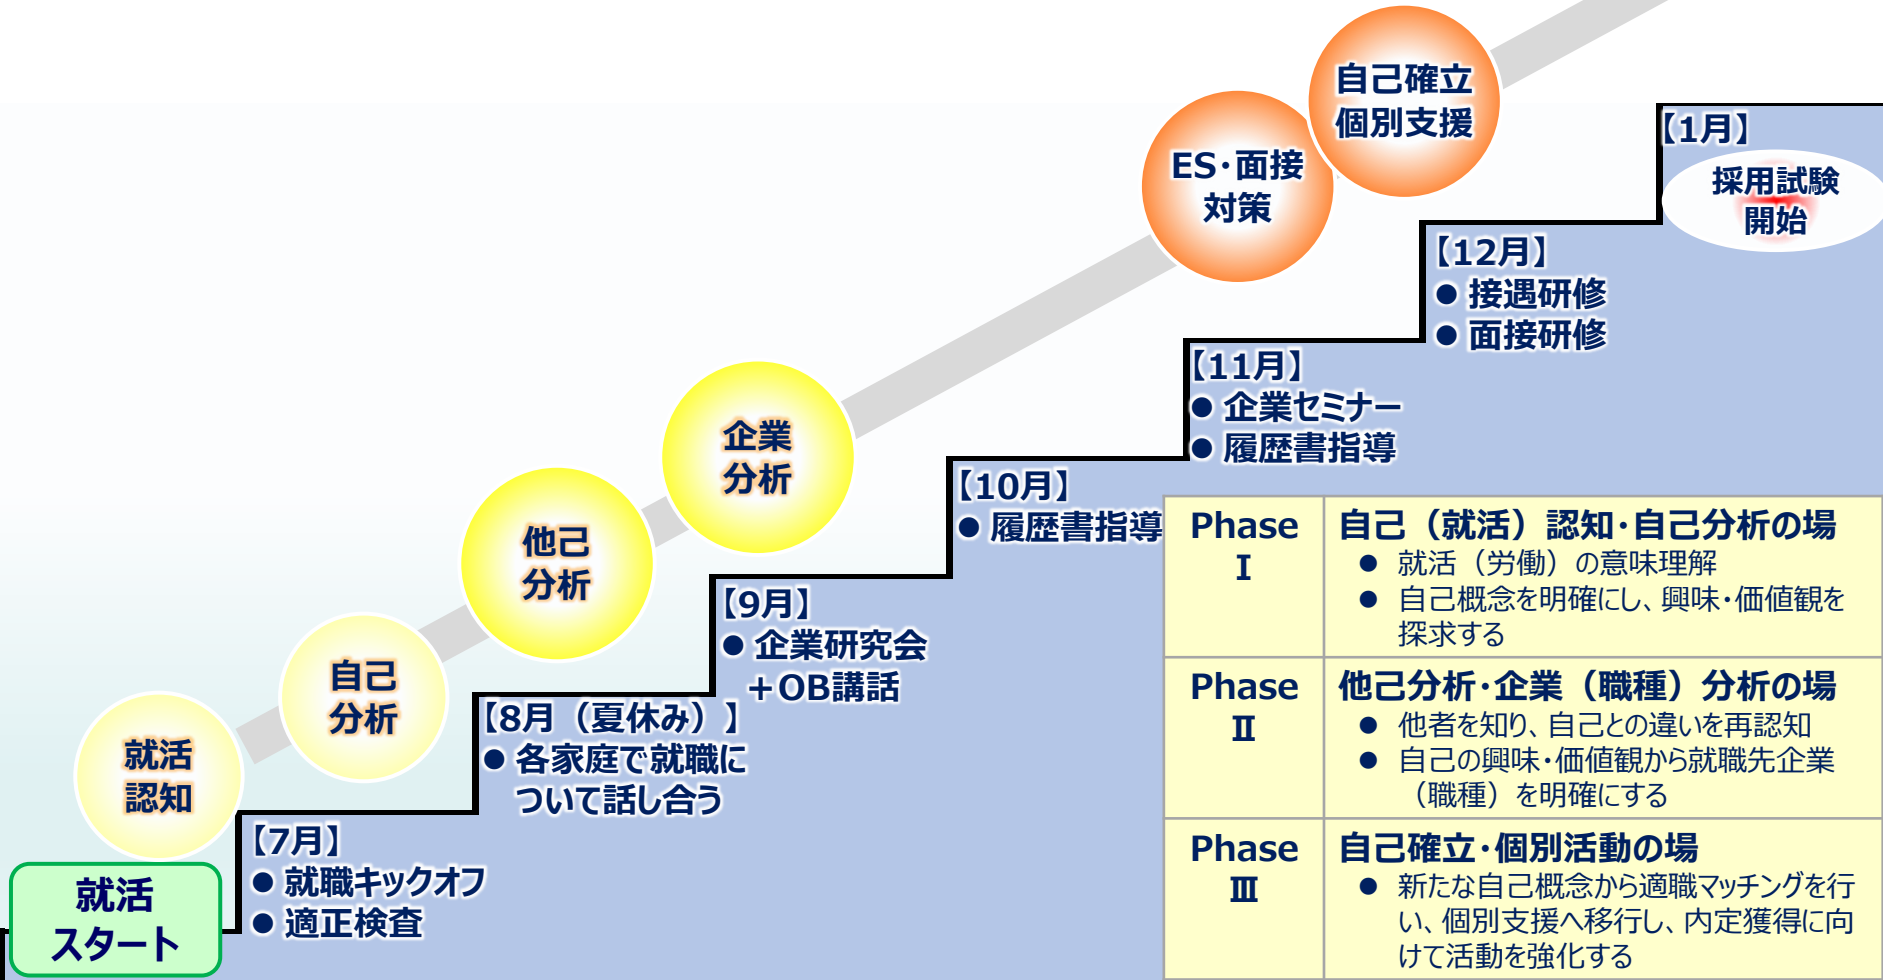 就活
スタート
就活
認知
自己
分析
他己
分析
企業
分析
ES・面接
対策
自己確立
個別支援
【7月】
● 就職キックオフ
● 適正検査
【8月（夏休み）】
● 各家庭で就職に
ついて話し合う
【9月】
● 企業研究会
＋OB講話
【10月】
● 履歴書指導
【11月】
● 企業セミナー
● 履歴書指導
【12月】
● 接遇研修
● 面接研修
【1月】
採用試験
開始
Phase
Ⅰ
自己（就活）認知・自己分析の場
● 就活（労働）の意味理解
● 自己概念を明確にし、興味・価値観を
探求する
Phase
Ⅱ
他己分析・企業（職種）分析の場
● 他者を知り、自己との違いを再認知
● 自己の興味・価値観から就職先企業
（職種）を明確にする
Phase
Ⅲ
自己確立・個別活動の場
● 新たな自己概念から適職マッチングを行
い、個別支援へ移行し、内定獲得に向
けて活動を強化する